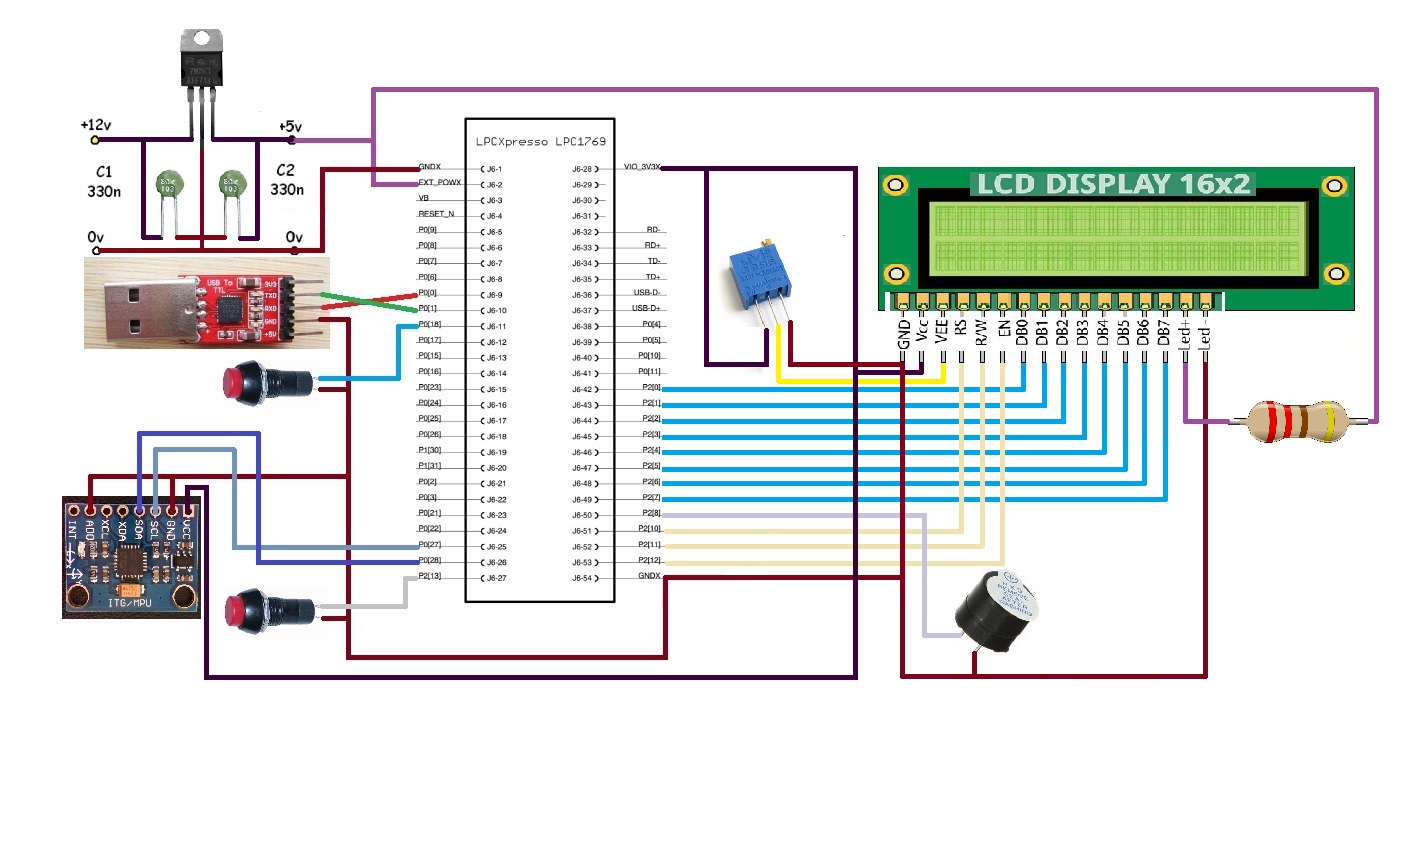 +12v
+5v
C1
330n
C2
330n
0v
0v
USB To
TTL
3V3
TXD
RXD
GND
+5V
LPCXpresso LPC1769
GNDX J6-1
EXT_POWX J6-2
VB J6-3
RESET_N J6-4
P0[9] J6-5
P0[8] J6-6
P0[7] J6-7
P0[6] J6-8
P0[0] J6-9
P0[1] J6-10
P0[18] J6-11
P0[17] J6-12
P0[15] J6-13
P0[16] J6-14
P0[23] J6-15
P0[24] J6-16
P0[25] J6-17
P0[26] J6-18
P1[30] J6-19
P1[31] J6-20
P0[2] J6-21
P0[3] J6-22
P0[21] J6-23
P0[22] J6-24
P0[27] J6-25
P0[28] J6-26
P2[13] J6-27
J6-28 VIO_3V3X
J6-29
J6-30
J6-31
J6-32 RD-
J6-33 RD+
J6-34 TD-
J6-35 TD+
J6-36 USB-D-
J6-37 USB-D+
J6-38 P0[4]
J6-39 P0[5]
J6-40 P0[10]
J6-41 P0[11]
J6-42 P2[0]
J6-43 P2[1]
J6-44 P2[2]
J6-45 P2[3]
J6-46 P2[4]
J6-47 P2[5]
J6-48 P2[6]
J6-49 P2[7]
J6-50 P2[8]
J6-51 P2[10]
J6-52 P2[11]
J6-53 P2[12]
J6-54 GNDX
LCD DISPLAY 16x2
GND
Vcc
VEE
RS
R/W
EN
DB0
DB1
DB2
DB3
DB4
DB5
DB6
DB7
Led+
Led-
INT
ADO
XCL
XDA
SDA
SCL
GND
VCC
ITG/MPU